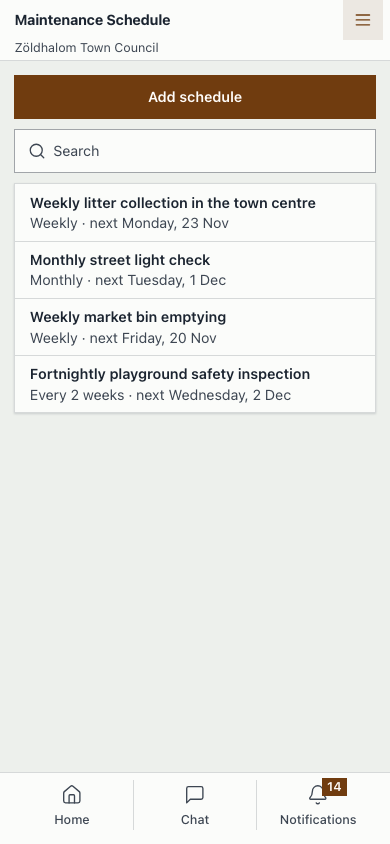 Maintenance Schedule
Zöldhalom Town Council
Add schedule
Search
Weekly litter collection in the town centre
Weekly · next Monday, 23 Nov
Monthly street light check
Monthly · next Tuesday, 1 Dec
Weekly market bin emptying
Weekly · next Friday, 20 Nov
Fortnightly playground safety inspection
Every 2 weeks · next Wednesday, 2 Dec
14
Home
Chat
Notifications